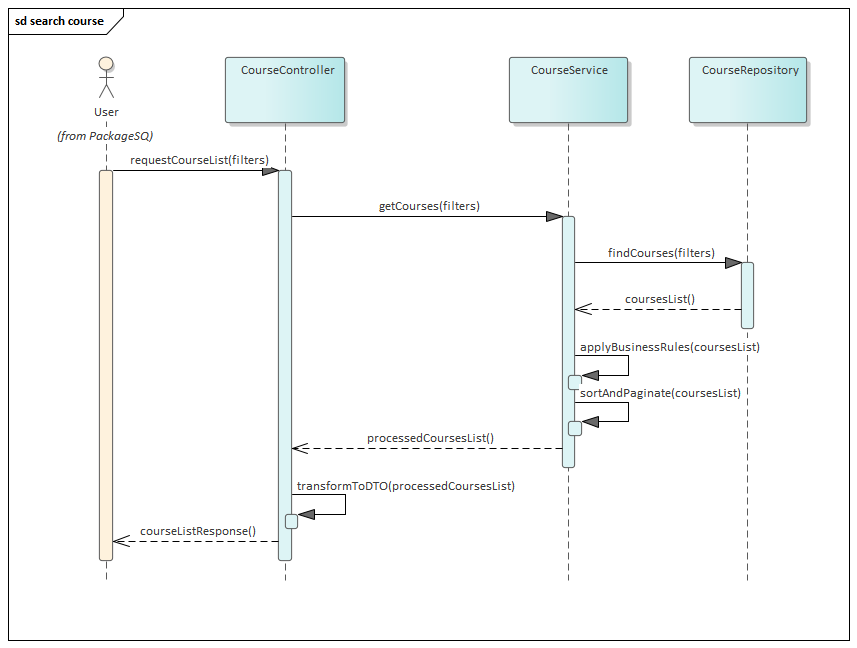 sd search course
CourseController
CourseService
CourseRepository
User
(from PackageSQ)
requestCourseList(filters)
getCourses(filters)
findCourses(filters)
coursesList()
applyBusinessRules(coursesList)
sortAndPaginate(coursesList)
processedCoursesList()
transformToDTO(processedCoursesList)
courseListResponse()